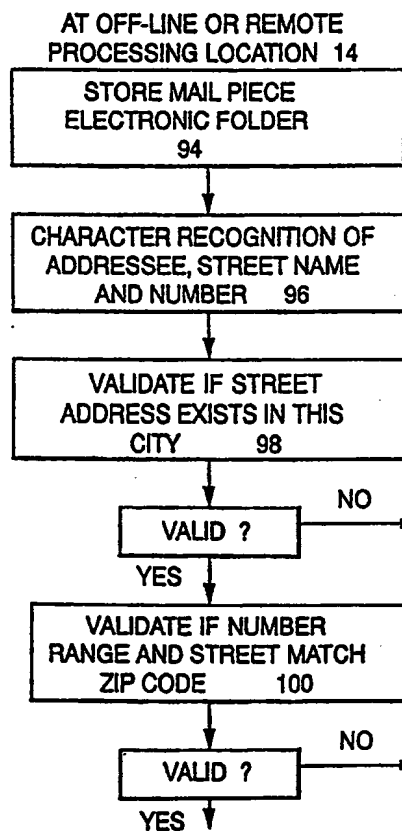 AT OFF-LINE OR REMOTE
PROCESSING LOCATION 14
STORE MAIL PIECE
ELECTRONIC FOLDER
94
CHARACTER RECOGNITION OF
ADDRESSEE, STREET NAME
AND NUMBER 96
VALIDATE IF STREET
ADDRESS EXISTS IN THIS
CITY 98
NO
VALID ?
YES
VALIDATE IF NUMBER
RANGE AND STREET MATCH
ZIP CODE 100
NO
VALID ?
YES